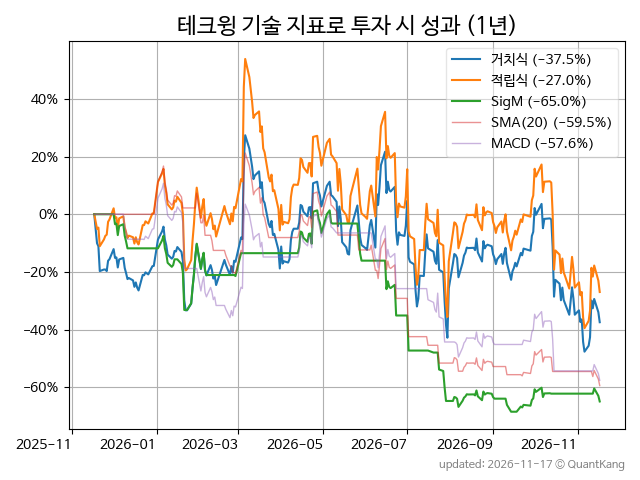 테크윙 기술 지표로 투자 시 성과 (1년)
거치식 (−37.5%)
적립식 (−27.0%)
SigM (−65.0%)
SMA(20) (−59.5%)
MACD (−57.6%)
40%
20%
0%
−20%
−40%
−60%
2025-11 2026-01 2026-03 2026-05 2026-07 2026-09 2026-11
updated: 2026-11-17 © QuantKang